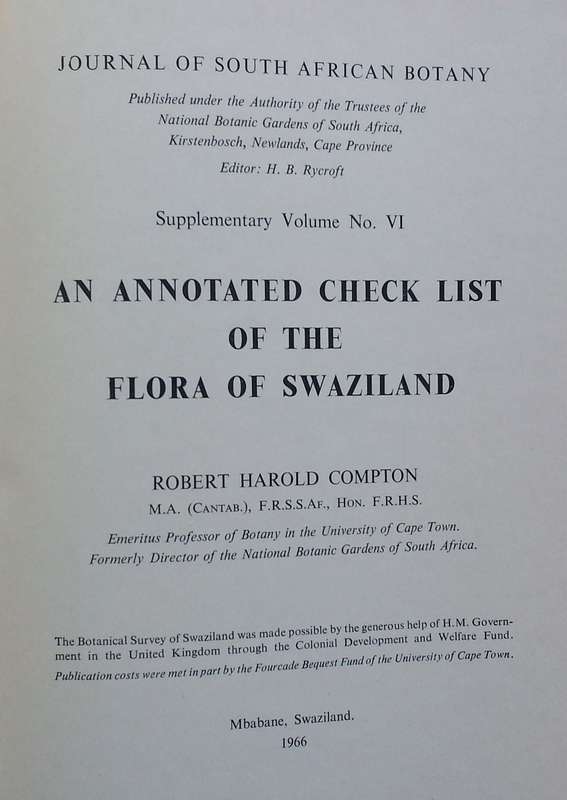 JOURNAL OF SOUTH AFRICAN BOTANY
Published under the Authority of the Trustees of the
National Botanic Gardens of South Africa,
Kirstenbosch, Newlands, Cape Province
Editor: H. B. Rycroft
Supplementary Volume No. VI
AN ANNOTATED CHECK LIST
OF THE
FLORA OF SWAZILAND
ROBERT HAROLD COMPTON
M.A. (CANTAB.), F.R.S.S.AF., HON. F.R.H.S.
Emeritus Professor of Botany in the University of Cape Town.
Formerly Director of the National Botanic Gardens of South Africa.
The Botanical Survey of Swaziland was made possible by the generous help of H.M. Govern-
ment in the United Kingdom through the Colonial Development and Welfare Fund.
Publication costs were met in part by the Fourcade Bequest Fund of the University of Cape Town.
Mbabane, Swaziland.
1966